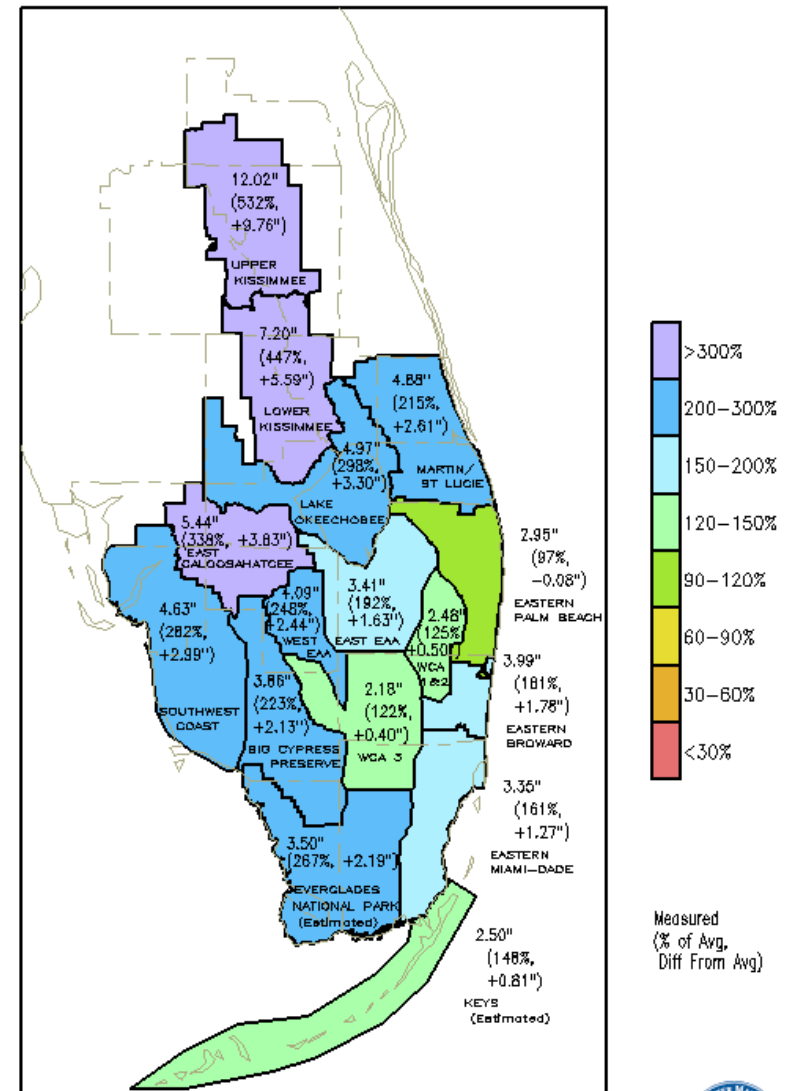 12.02"
(532%,
+9.76")
UPPER
KISSIMMEE
7.20"
(447%,
+5.59")
LOWER
KISSIMMEE
4.88"
(215%,
+2.61")
MARTIN/
ST LUCIE
4.97"
(298%,
+3.30")
LAKE
OKEECHOBEE
5.44"
(338%, +3.83")
EAST
CALOOSAHATCEE
2.95"
(97%,
-0.08")
EASTERN
PALM BEACH
4.63"
(282%,
+2.99")
SOUTHWEST
COAST
4.09"
(248%,
+2.44")
WEST
EAA
3.41"
(192%,
+1.63")
EAST EAA
2.48"
(125%
+0.50"
WCA
1&2
3.99"
(181%,
+1.78")
EASTERN
BROWARD
3.86"
(223%,
+2.13")
BIG CYPRESS
PRESERVE
2.18"
(122%,
+0.40")
WCA 3
3.35"
(161%,
+1.27")
EASTERN
MIAMI-DADE
3.50"
(267%, +2.19")
EVERGLADES
NATIONAL PARK
(Estimated)
2.50"
(148%,
+0.81")
KEYS
(Estimated)
>300%
200-300%
150-200%
120-150%
90-120%
60-90%
30-60%
<30%
Measured
(% of Avg,
Diff From Avg)